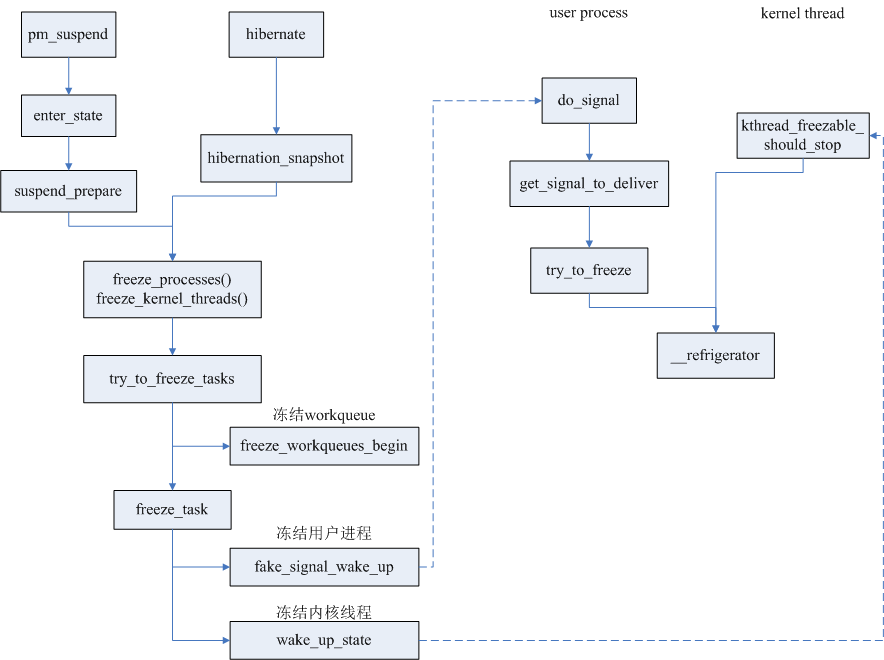 user process
kernel thread
pm_suspend
hibernate
do_signal
enter_state
kthread_freezable_
should_stop
hibernation_snapshot
suspend_prepare
get_signal_to_deliver
freeze_processes()
freeze_kernel_threads()
try_to_freeze
__refrigerator
try_to_freeze_tasks
冻结workqueue
freeze_workqueues_begin
freeze_task
冻结用户进程
fake_signal_wake_up
冻结内核线程
wake_up_state